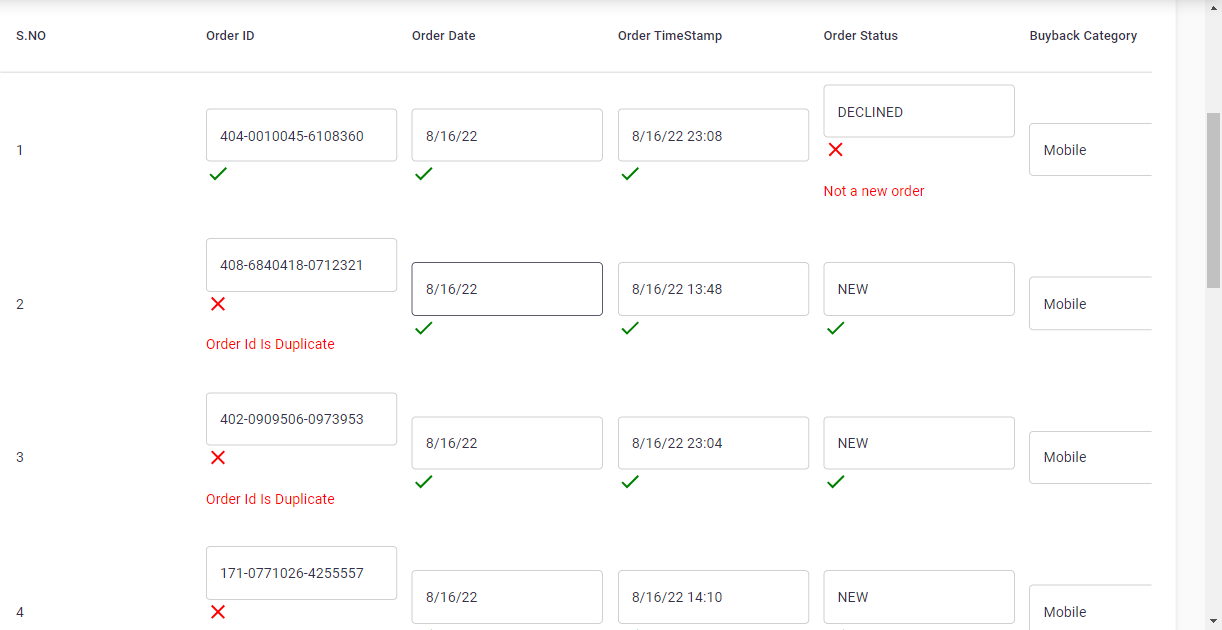 S.NO Order ID Order Date Order TimeStamp Order Status Buyback Category
1 404-0010045-6108360 8/16/22 8/16/22 23:08 DECLINED Mobile
Not a new order
2 408-6840418-0712321 8/16/22 8/16/22 13:48 NEW Mobile
Order Id Is Duplicate
3 402-0909506-0973953 8/16/22 8/16/22 23:04 NEW Mobile
Order Id Is Duplicate
4 171-0771026-4255557 8/16/22 8/16/22 14:10 NEW Mobile